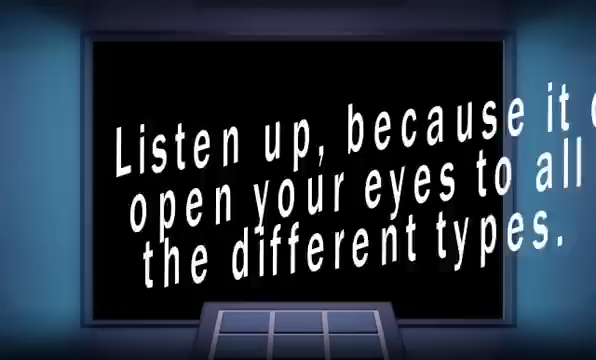 Listen up, because it
open your eyes to all
the different types.